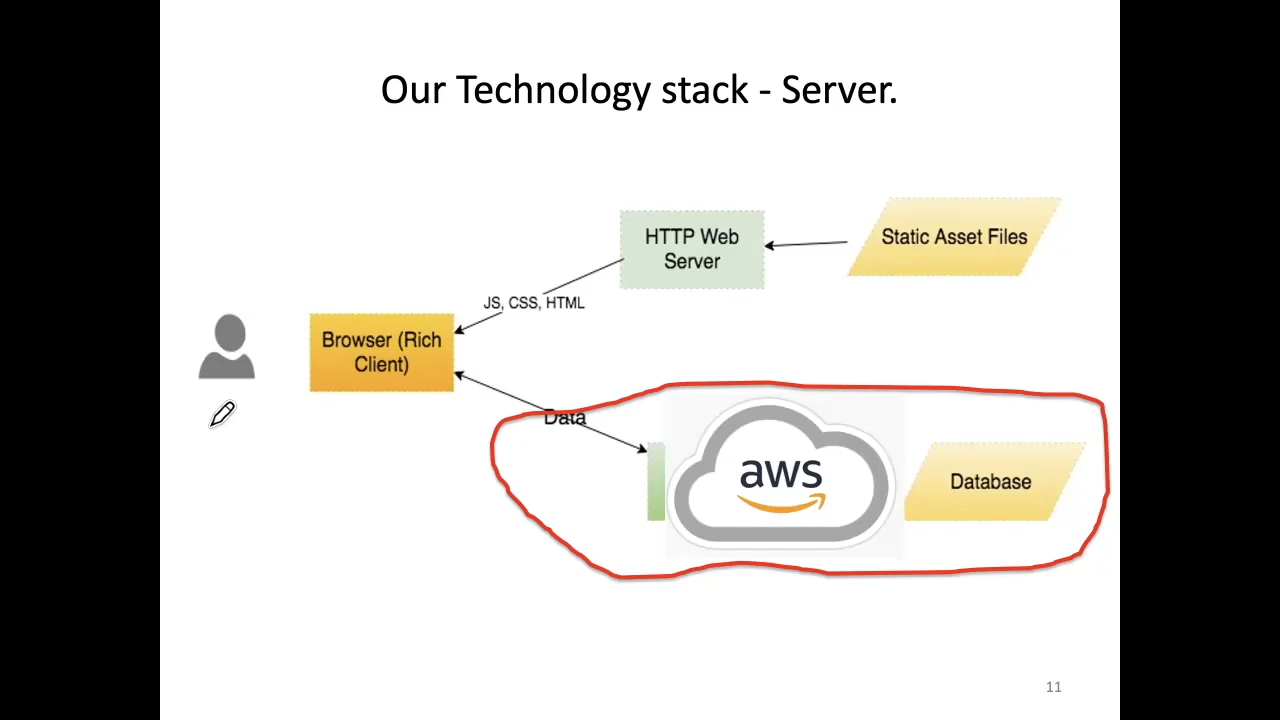 Our Technology stack - Server.
HTTP Web
Server
Static Asset Files
JS, CSS, HTML
Browser (Rich
Client)
Data
aws
Database
11